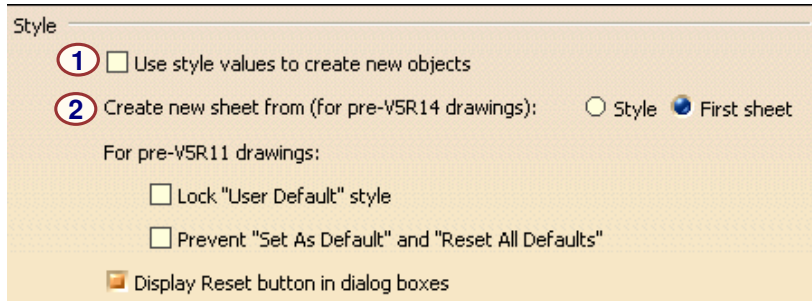 Style
1 Use style values to create new objects
2 Create new sheet from (for pre-V5R14 drawings): Style First sheet
For pre-V5R11 drawings:
Lock "User Default" style
Prevent "Set As Default" and "Reset All Defaults"
Display Reset button in dialog boxes